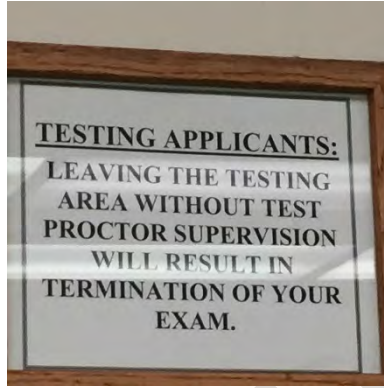 TESTING APPLICANTS:
LEAVING THE TESTING
AREA WITHOUT TEST
PROCTOR SUPERVISION
WILL RESULT IN
TERMINATION OF YOUR
EXAM.